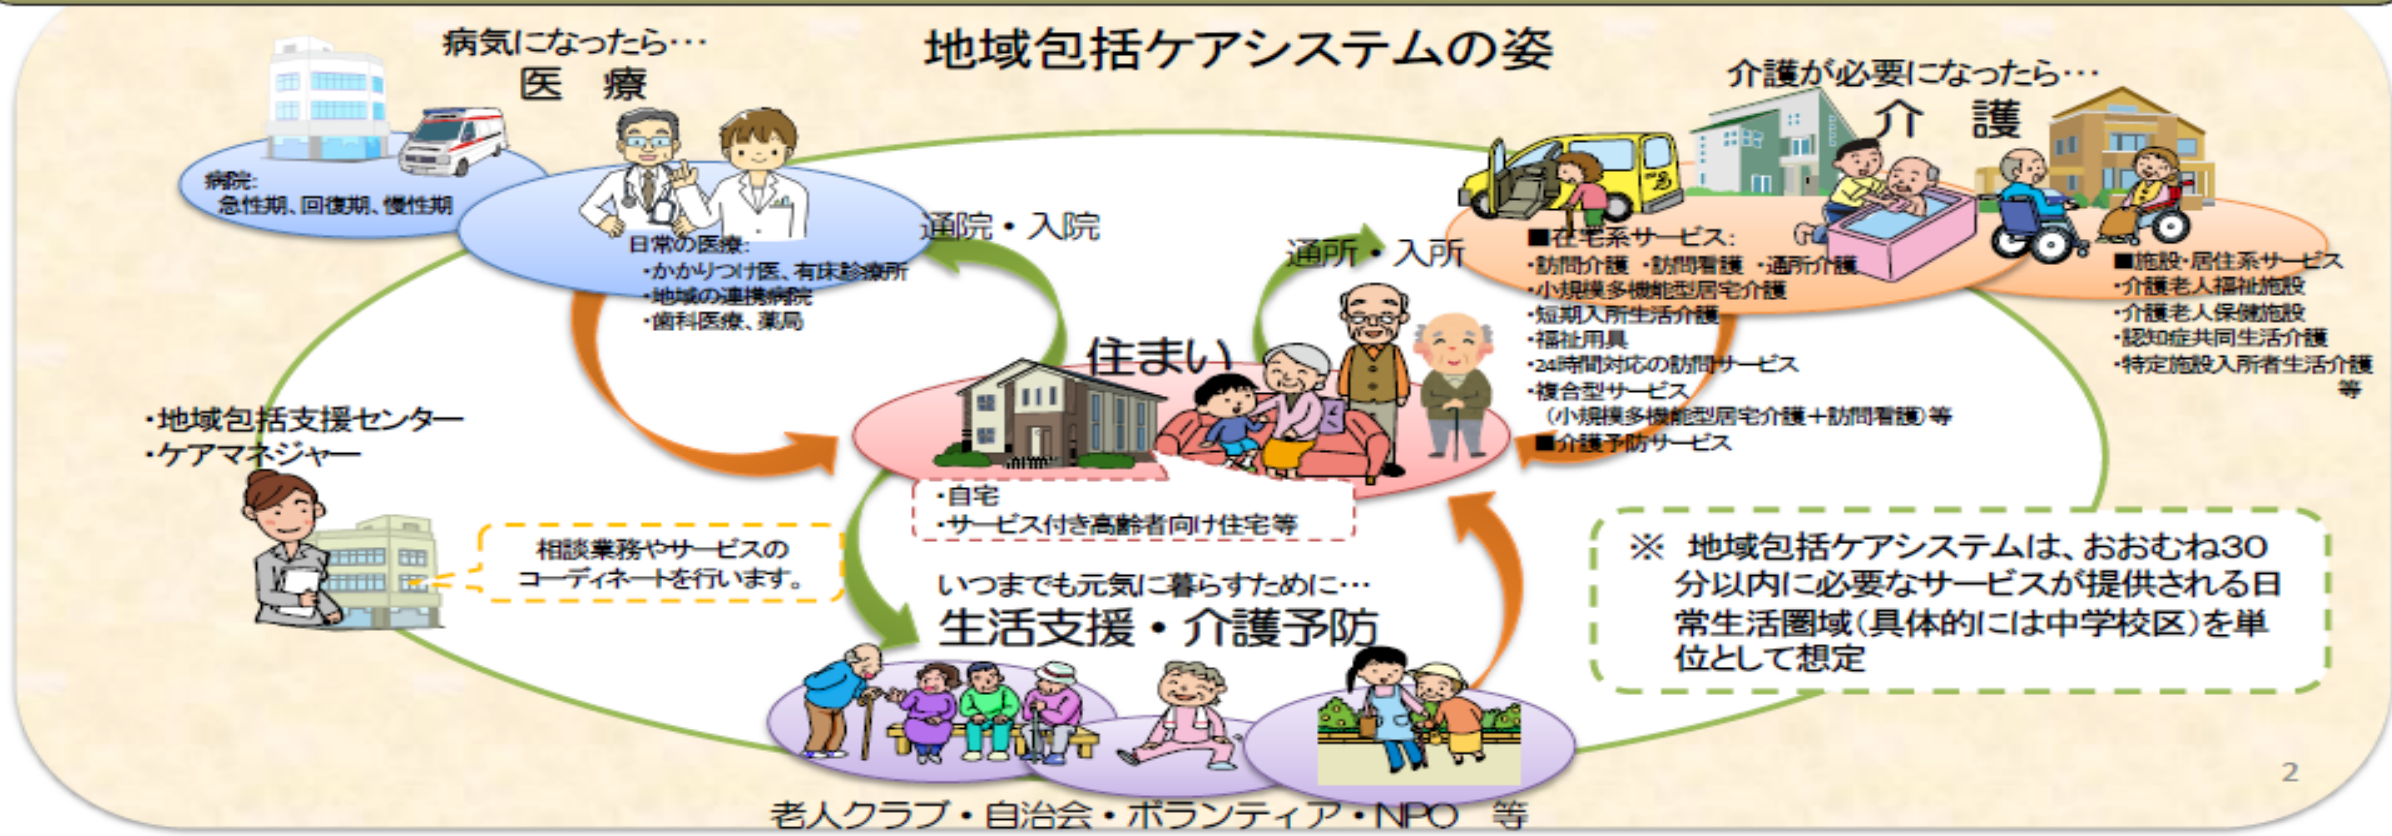 地域包括ケアシステムの姿
病気になったら…
医 療
病院:
急性期、回復期、慢性期
日常の医療:
・かかりつけ医、有床診療所
・地域の連携病院
・歯科医療、薬局
通院・入院
通所・入所
介護が必要になったら…
介 護
■在宅系サービス:
・訪問介護 ・訪問看護 ・通所介護
・小規模多機能型居宅介護
・短期入所生活介護
・福祉用具
・24時間対応の訪問サービス
・複合型サービス
(小規模多機能型居宅介護+訪問看護)等
■介護予防サービス
■施設・居住系サービス
・介護老人福祉施設
・介護老人保健施設
・認知症共同生活介護
・特定施設入所者生活介護
等
住まい
・自宅
・サービス付き高齢者向け住宅等
・地域包括支援センター
・ケアマネジャー
相談業務やサービスの
コーディネートを行います。
いつまでも元気に暮らすために…
生活支援・介護予防
老人クラブ・自治会・ボランティア・NPO 等
※ 地域包括ケアシステムは、おおむね30
分以内に必要なサービスが提供される日
常生活圏域(具体的には中学校区)を単
位として想定
2